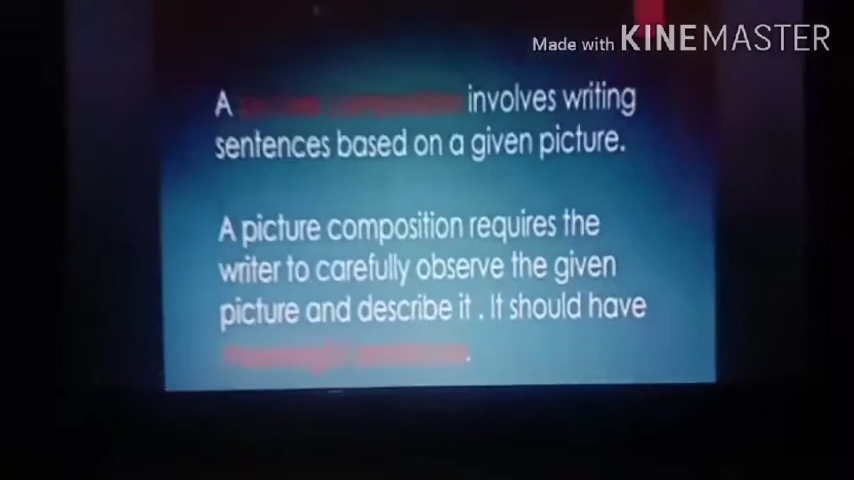 Made with KINEMASTER
A involves writing
sentences based on a given picture.
A picture composition requires the
writer to carefully observe the given
picture and describe it . It should have
.